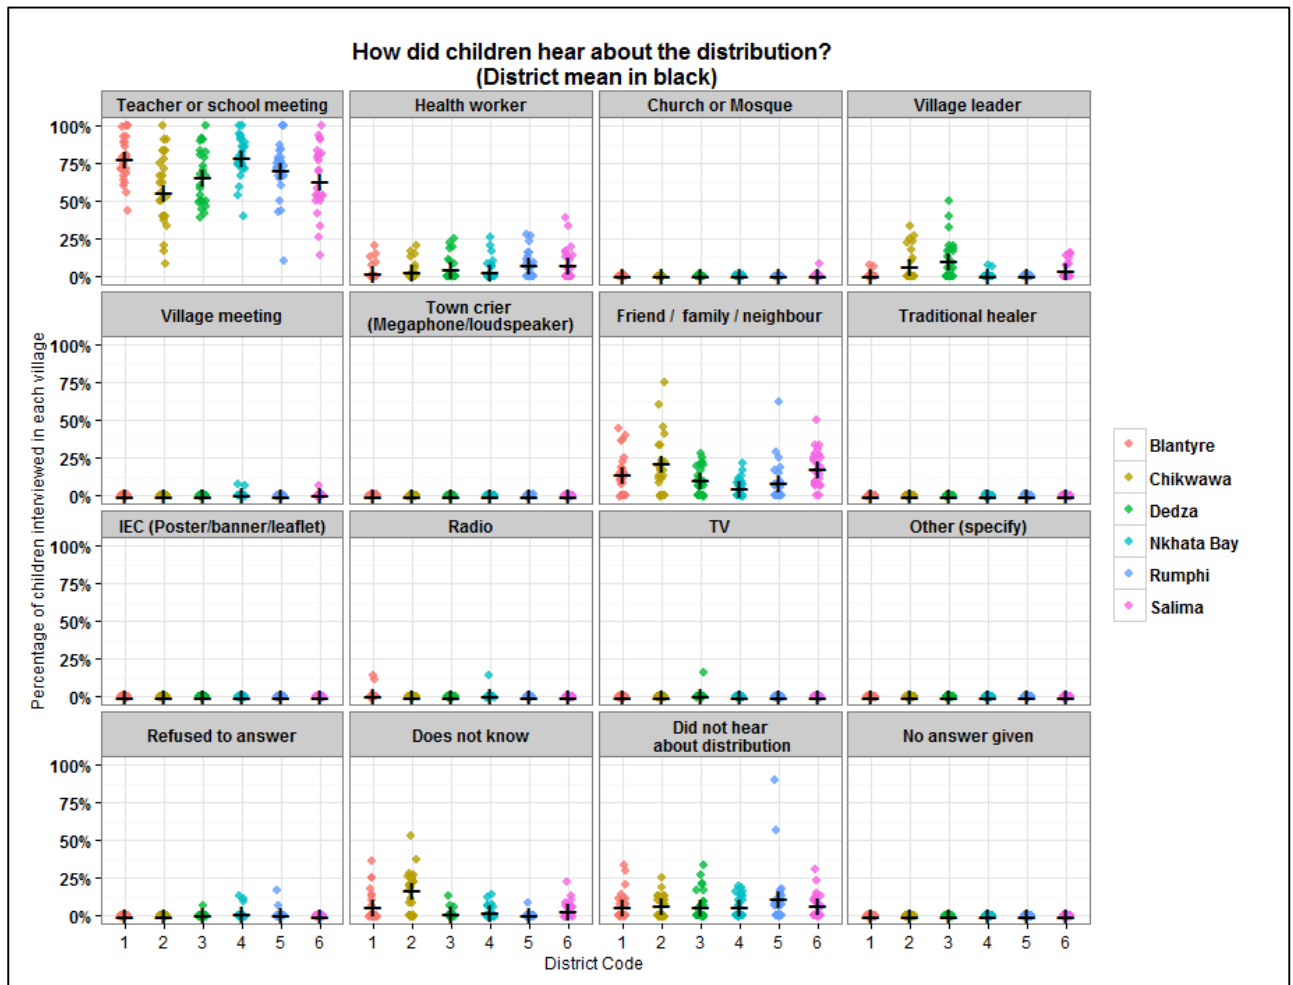 How did children hear about the distribution?
(District mean in black)
Teacher or school meeting
Health worker
Church or Mosque
Village leader
100%
75%
50%
25%
0%
Village meeting
Town crier
(Megaphone/loudspeaker)
Friend /  family / neighbour
Traditional healer
100%
75%
50%
25%
0%
IEC (Poster/banner/leaflet)
Radio
TV
Other (specify)
100%
75%
50%
25%
0%
Refused to answer
Does not know
Did not hear
about distribution
No answer given
100%
75%
50%
25%
0%
1 2 3 4 5 6
1 2 3 4 5 6
1 2 3 4 5 6
1 2 3 4 5 6
District Code
Percentage of children interviewed in each village
Blantyre
Chikwawa
Dedza
Nkhata Bay
Rumphi
Salima